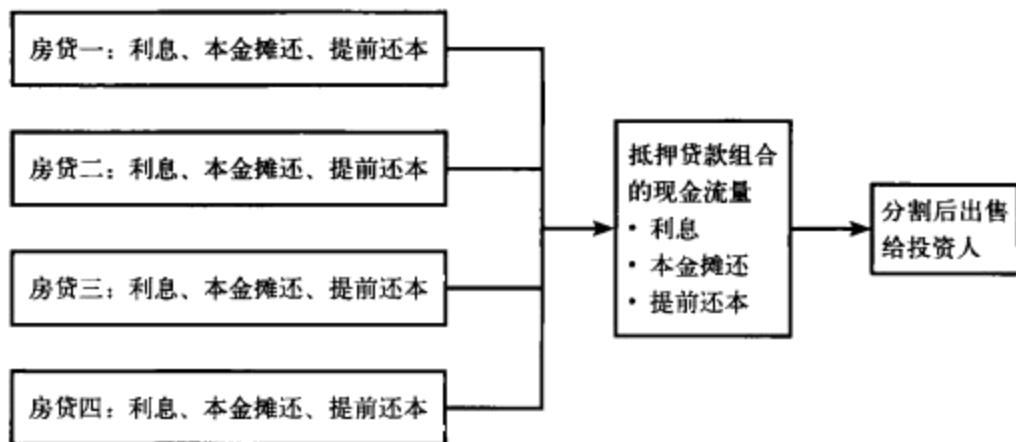 房贷一：利息、本金摊还、提前还本
房贷二：利息、本金摊还、提前还本
房贷三：利息、本金摊还、提前还本
房贷四：利息、本金摊还、提前还本
抵押贷款组合
的现金流量
• 利息
• 本金摊还
• 提前还本
分割后出售
给投资人